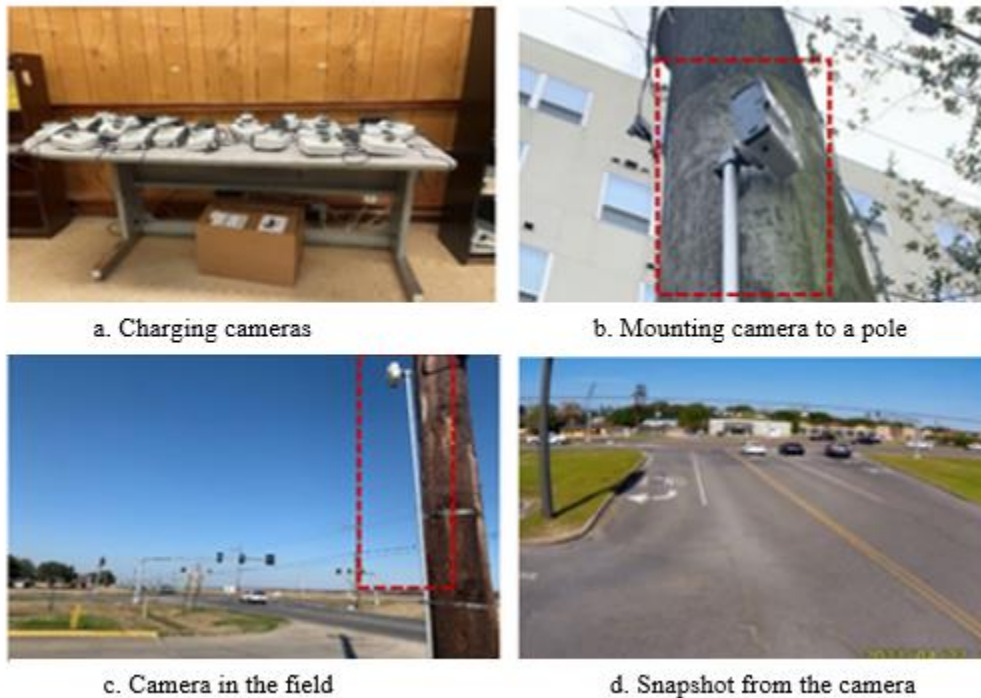 a. Charging cameras
b. Mounting camera to a pole
c. Camera in the field
d. Snapshot from the camera